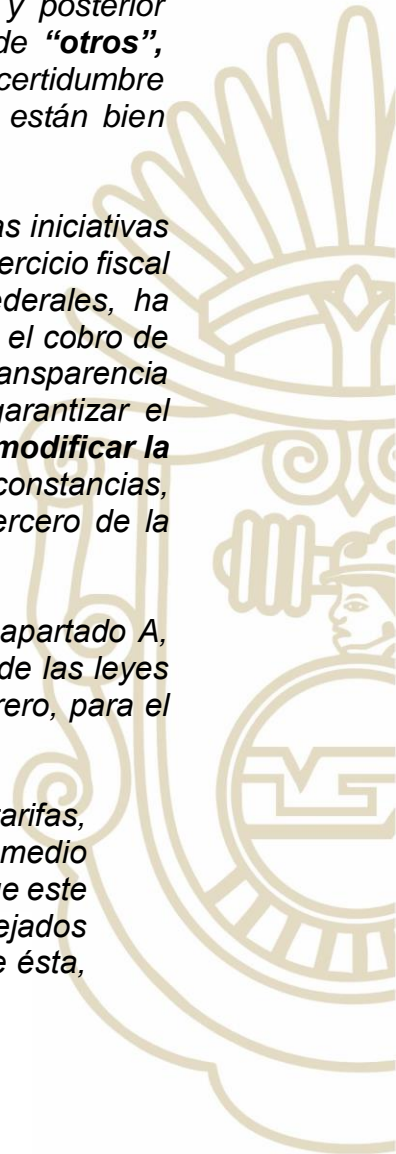 y posterior
de “otros”,
certidumbre
están bien
as iniciativas
ercicio fiscal
ederales, ha
el cobro de
ansparencia
garantizar el
modificar la
constancias,
ercero de la
apartado A,
de las leyes
rero, para el
arifas,
medio
ue este
ejados
e ésta,